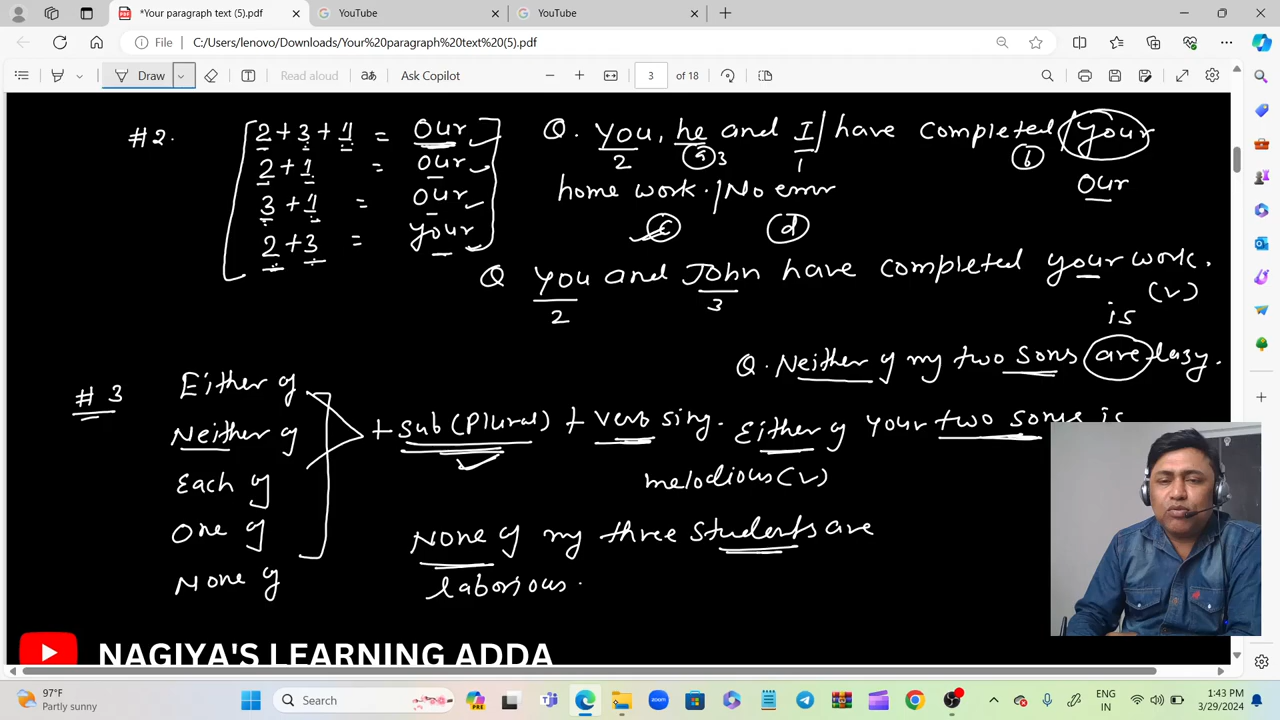 *Your paragraph text (5).pdf
YouTube
YouTube
File
C:/Users/lenovo/Downloads/Your%20paragraph%20text%20(5).pdf
Draw
Read aloud
Ask Copilot
3 of 18
#2.
2+3+1 = Our
2+1 = Our
3+1 = Our
2+3 = your
Q. You, he and I/ have completed your
2 a 3 1 b
home work./No error
Our
c d
Q You and John have completed your work.
2 3 (✓)
is
Q. Neither of my two sons are lazy.
#3
Either of
Neither of
Each of
One of
None of
+ Sub (Plural) + Verb sing.
Either of your two songs is
melodious (✓)
None of my three students are
laborious.
NAGIYA'S LEARNING ADDA
97°F
Partly sunny
Search
ENG
IN
1:43 PM
3/29/2024